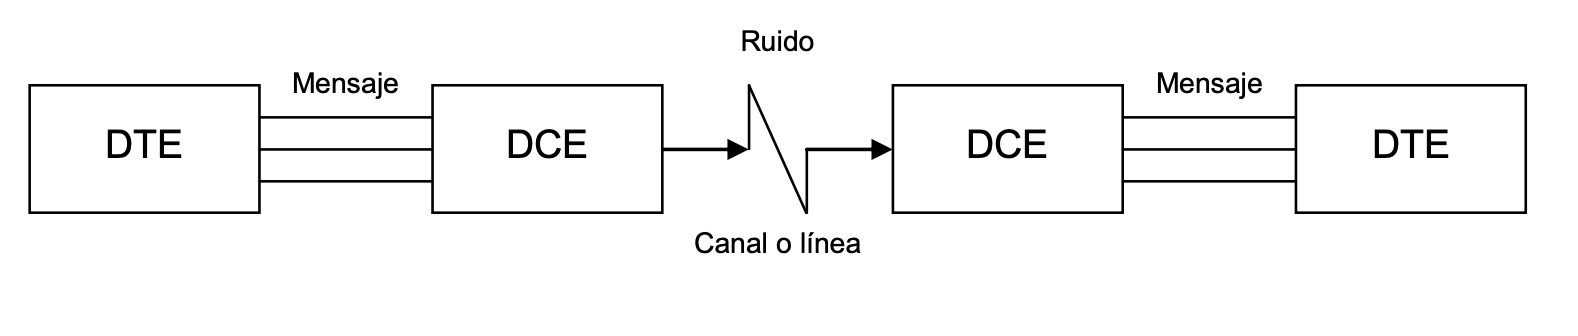 Ruido
Mensaje
Mensaje
DTE
DCE
DCE
DTE
Canal o línea